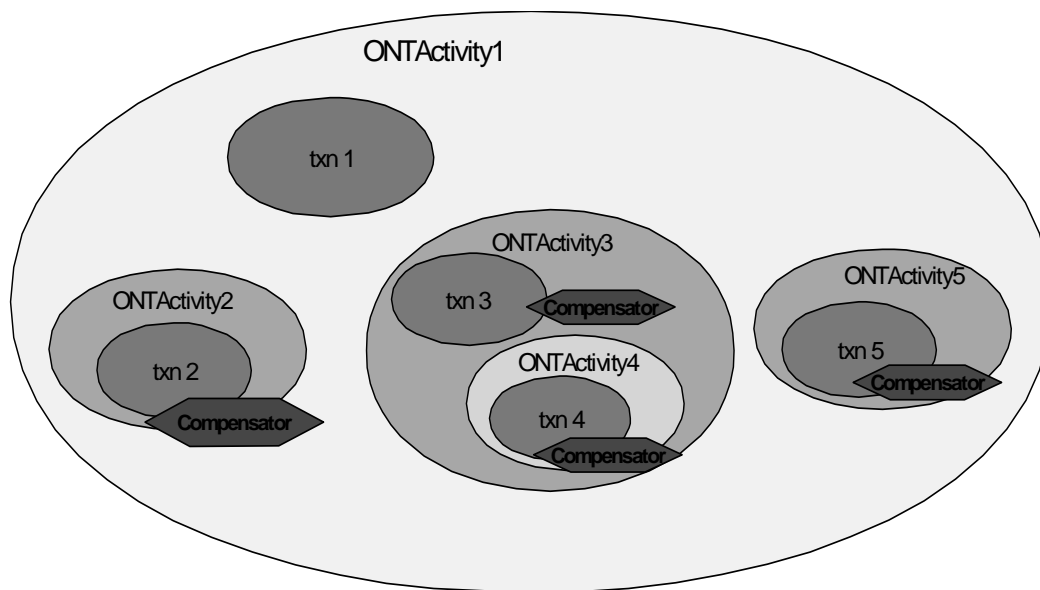 ONTActivity1
txn 1
ONTActivity3
ONTActivity5
ONTActivity2
txn 3
Compensator
txn 5
txn 2
ONTActivity4
Compensator
Compensator
txn 4
Compensator